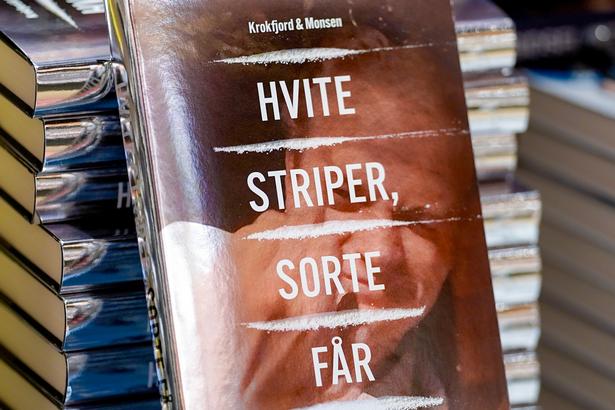 Krokfjord & Monsen
HVITE
STRIPER,
SORTE
FÅR